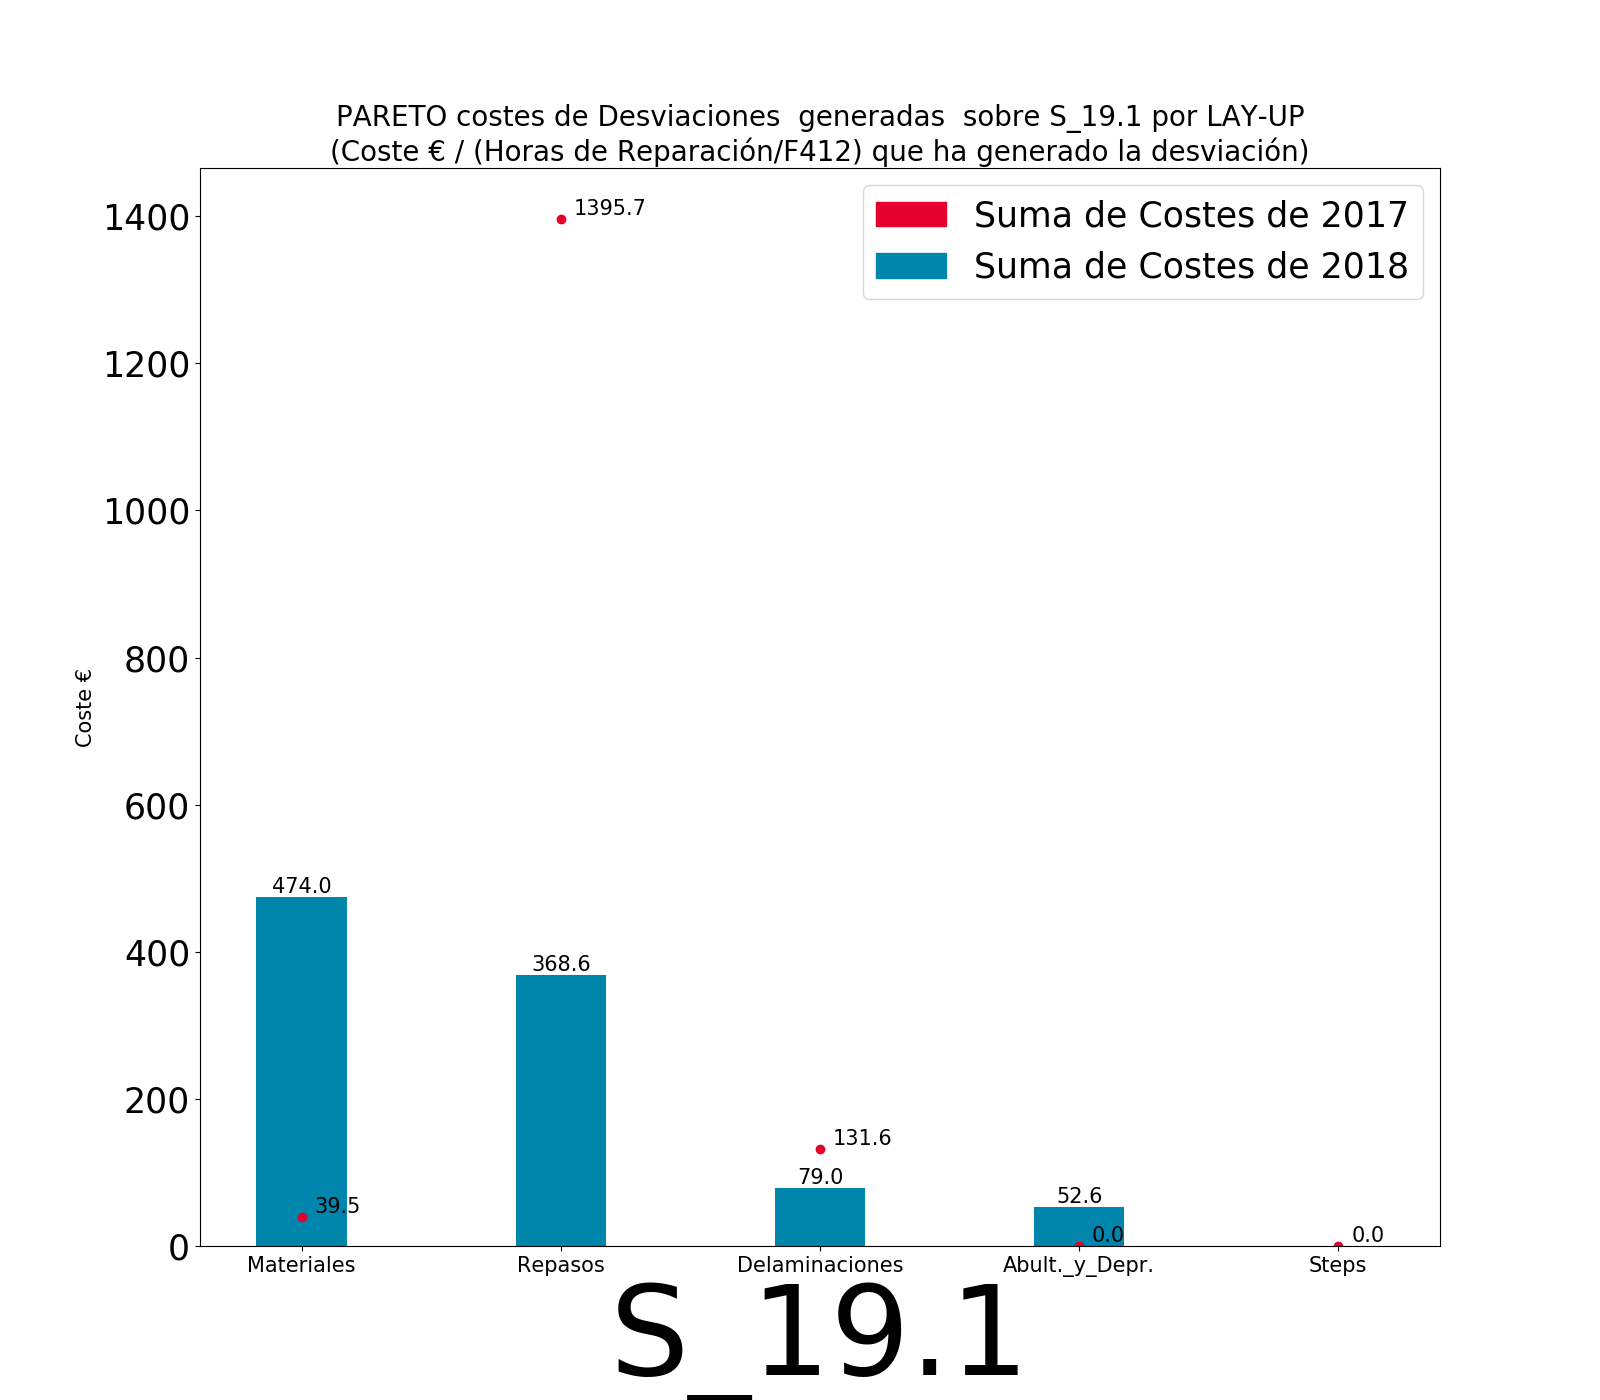 PARETO costes de Desviaciones  generadas  sobre S_19.1 por LAY-UP
(Coste € / (Horas de Reparación/F412) que ha generado la desviación)
Suma de Costes de 2017
Suma de Costes de 2018
1400
1200
1000
800
600
400
200
0
Coste €
1395.7
474.0
368.6
39.5
131.6
79.0
52.6
0.0
0.0
Materiales
Repasos
Delaminaciones
Abult._y_Depr.
Steps
S_19.1